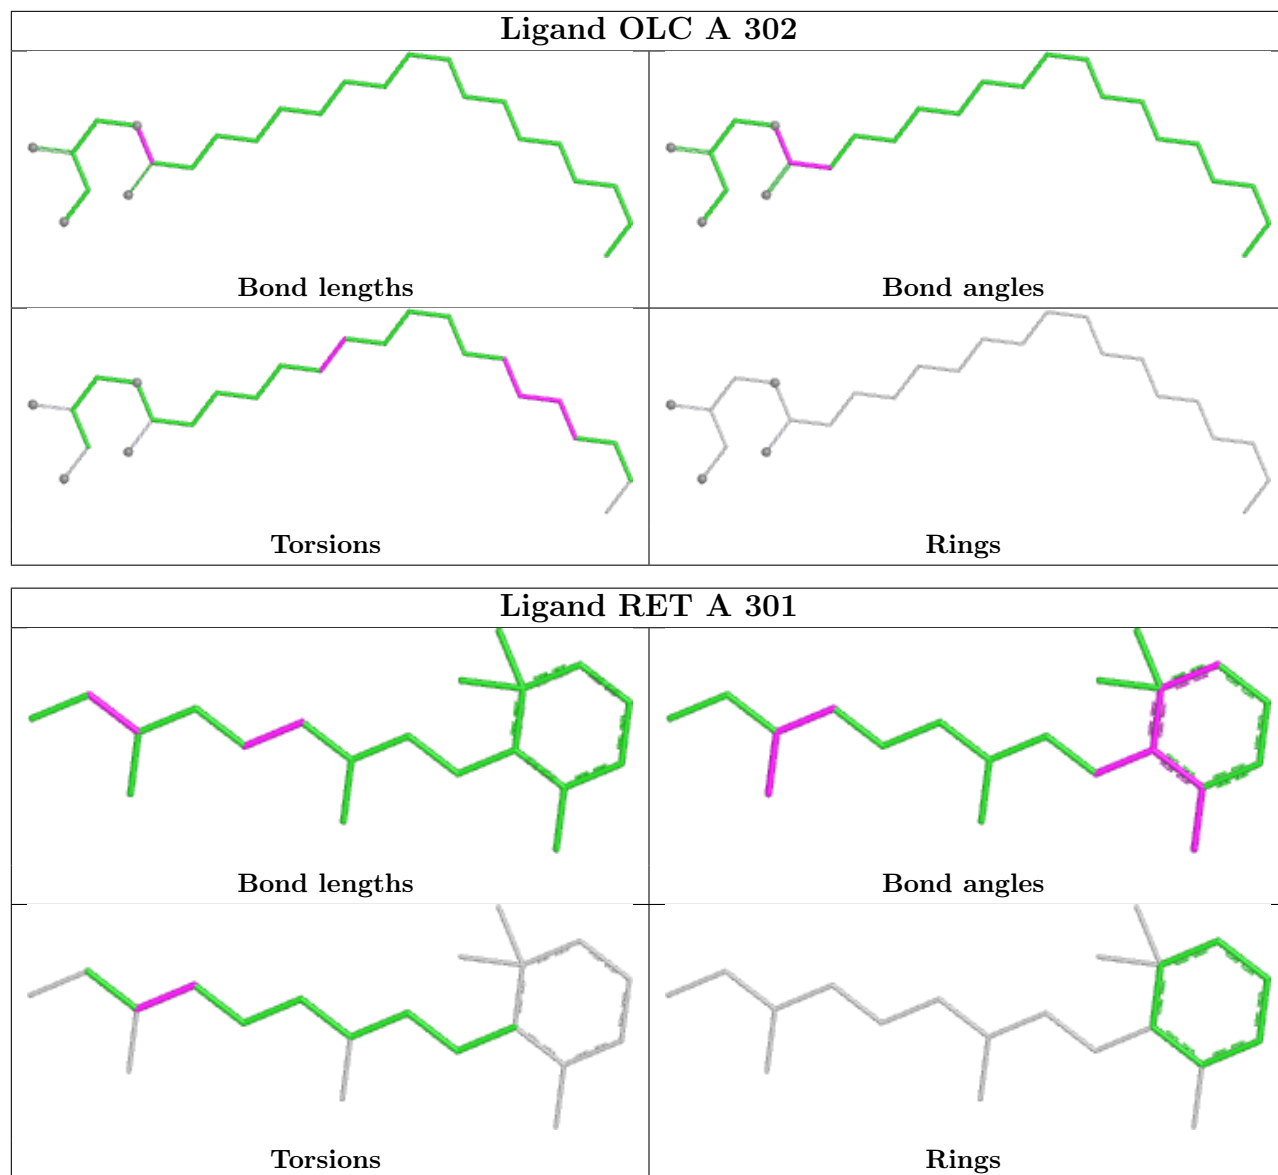 Ligand OLC A 302
Bond lengths
Bond angles
Torsions
Rings
Ligand RET A 301
Bond lengths
Bond angles
Torsions
Rings